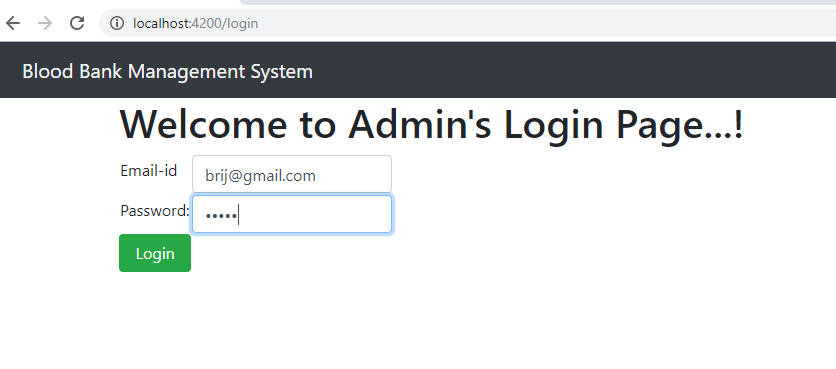 localhost:4200/login
Blood Bank Management System
Welcome to Admin's Login Page...!
Email-id brij@gmail.com
Password: •••••
Login